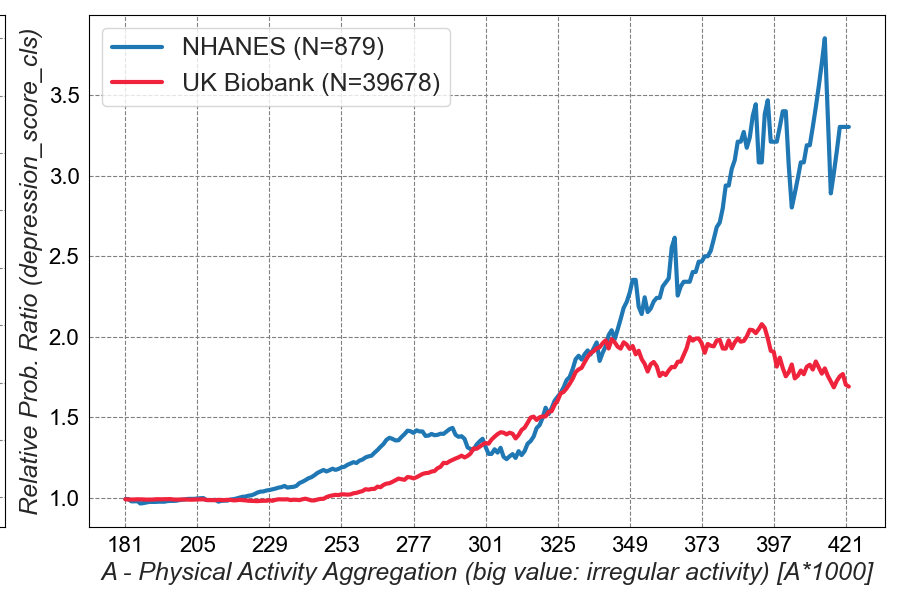 NHANES (N=879)
UK Biobank (N=39678)
Relative Prob. Ratio (depression_score_cls)
3.5
3.0
2.5
2.0
1.5
1.0
181 205 229 253 277 301 325 349 373 397 421
A - Physical Activity Aggregation (big value: irregular activity) [A*1000]